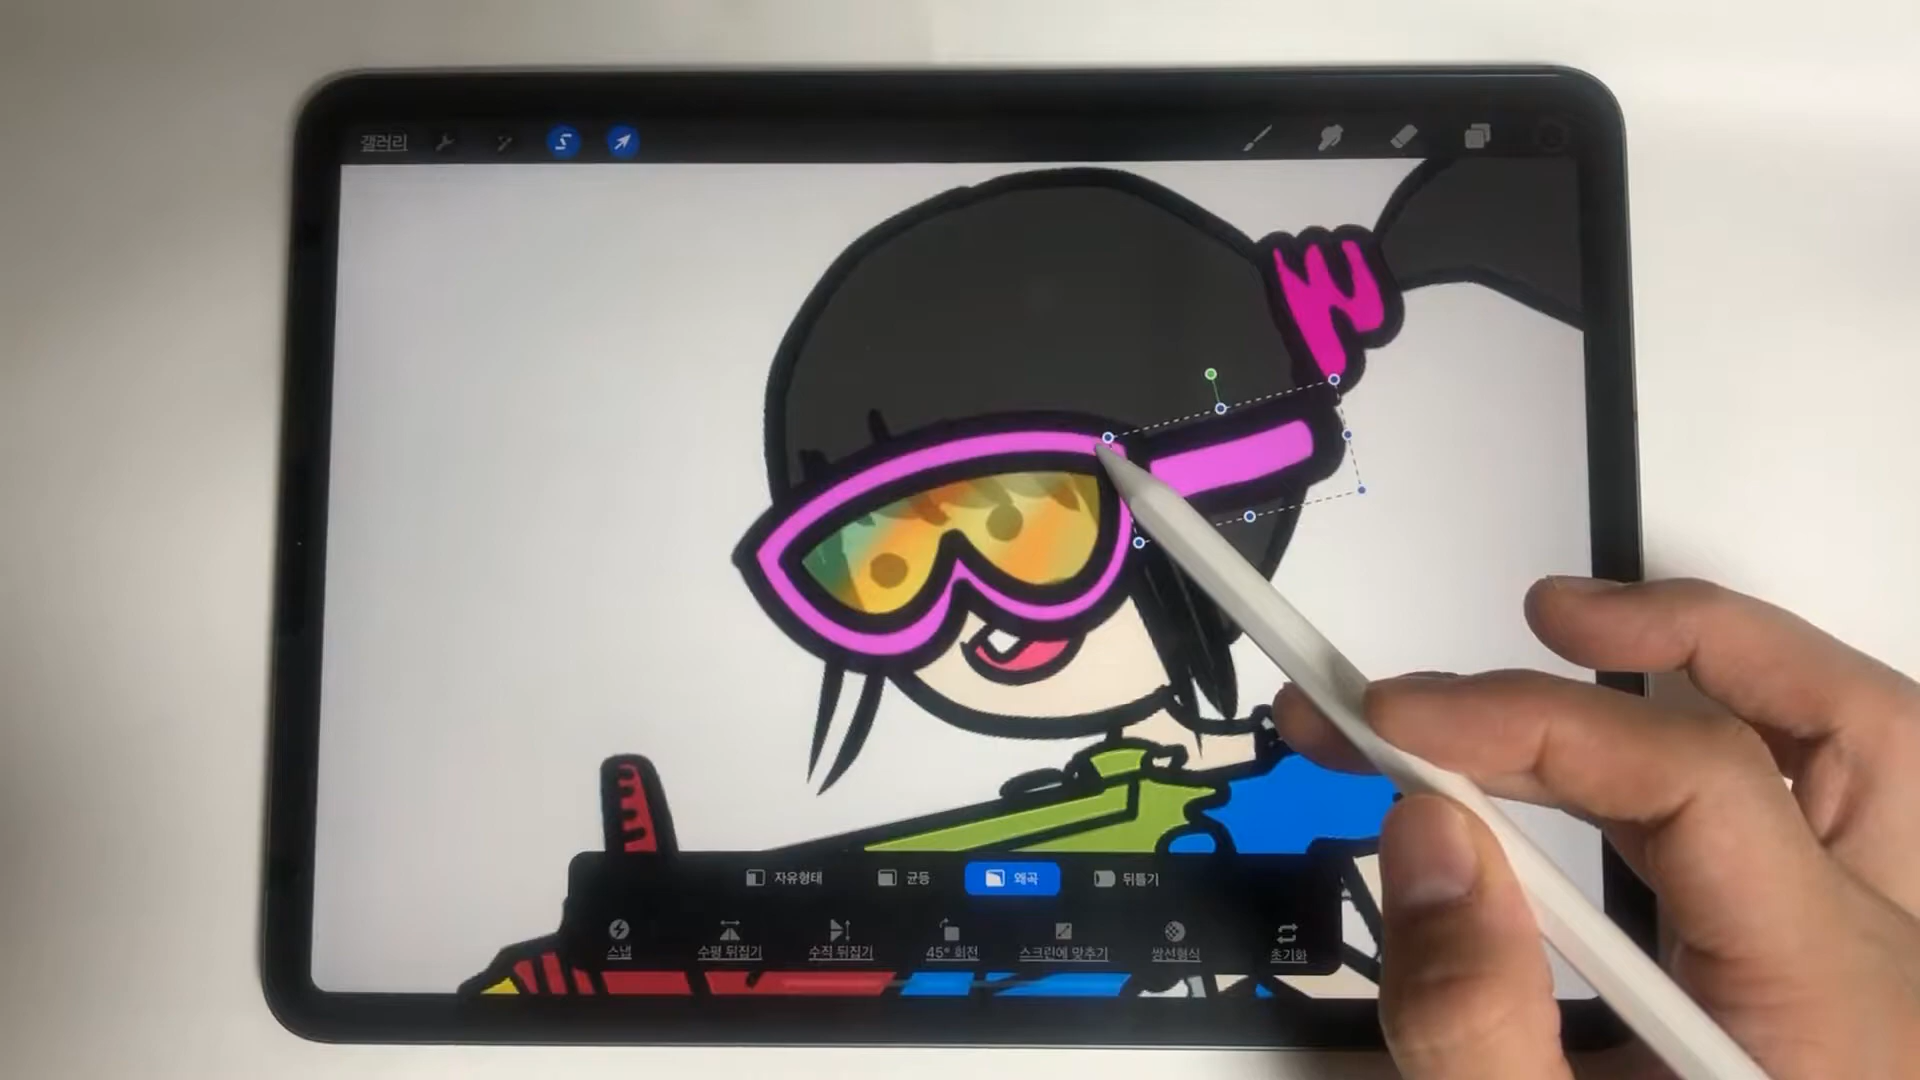 갤러리
자유형태 균등 왜곡 뒤틀기
스냅 수평 뒤집기 수직 뒤집기 45° 회전 스크린에 맞추기 쌍선형식 초기화